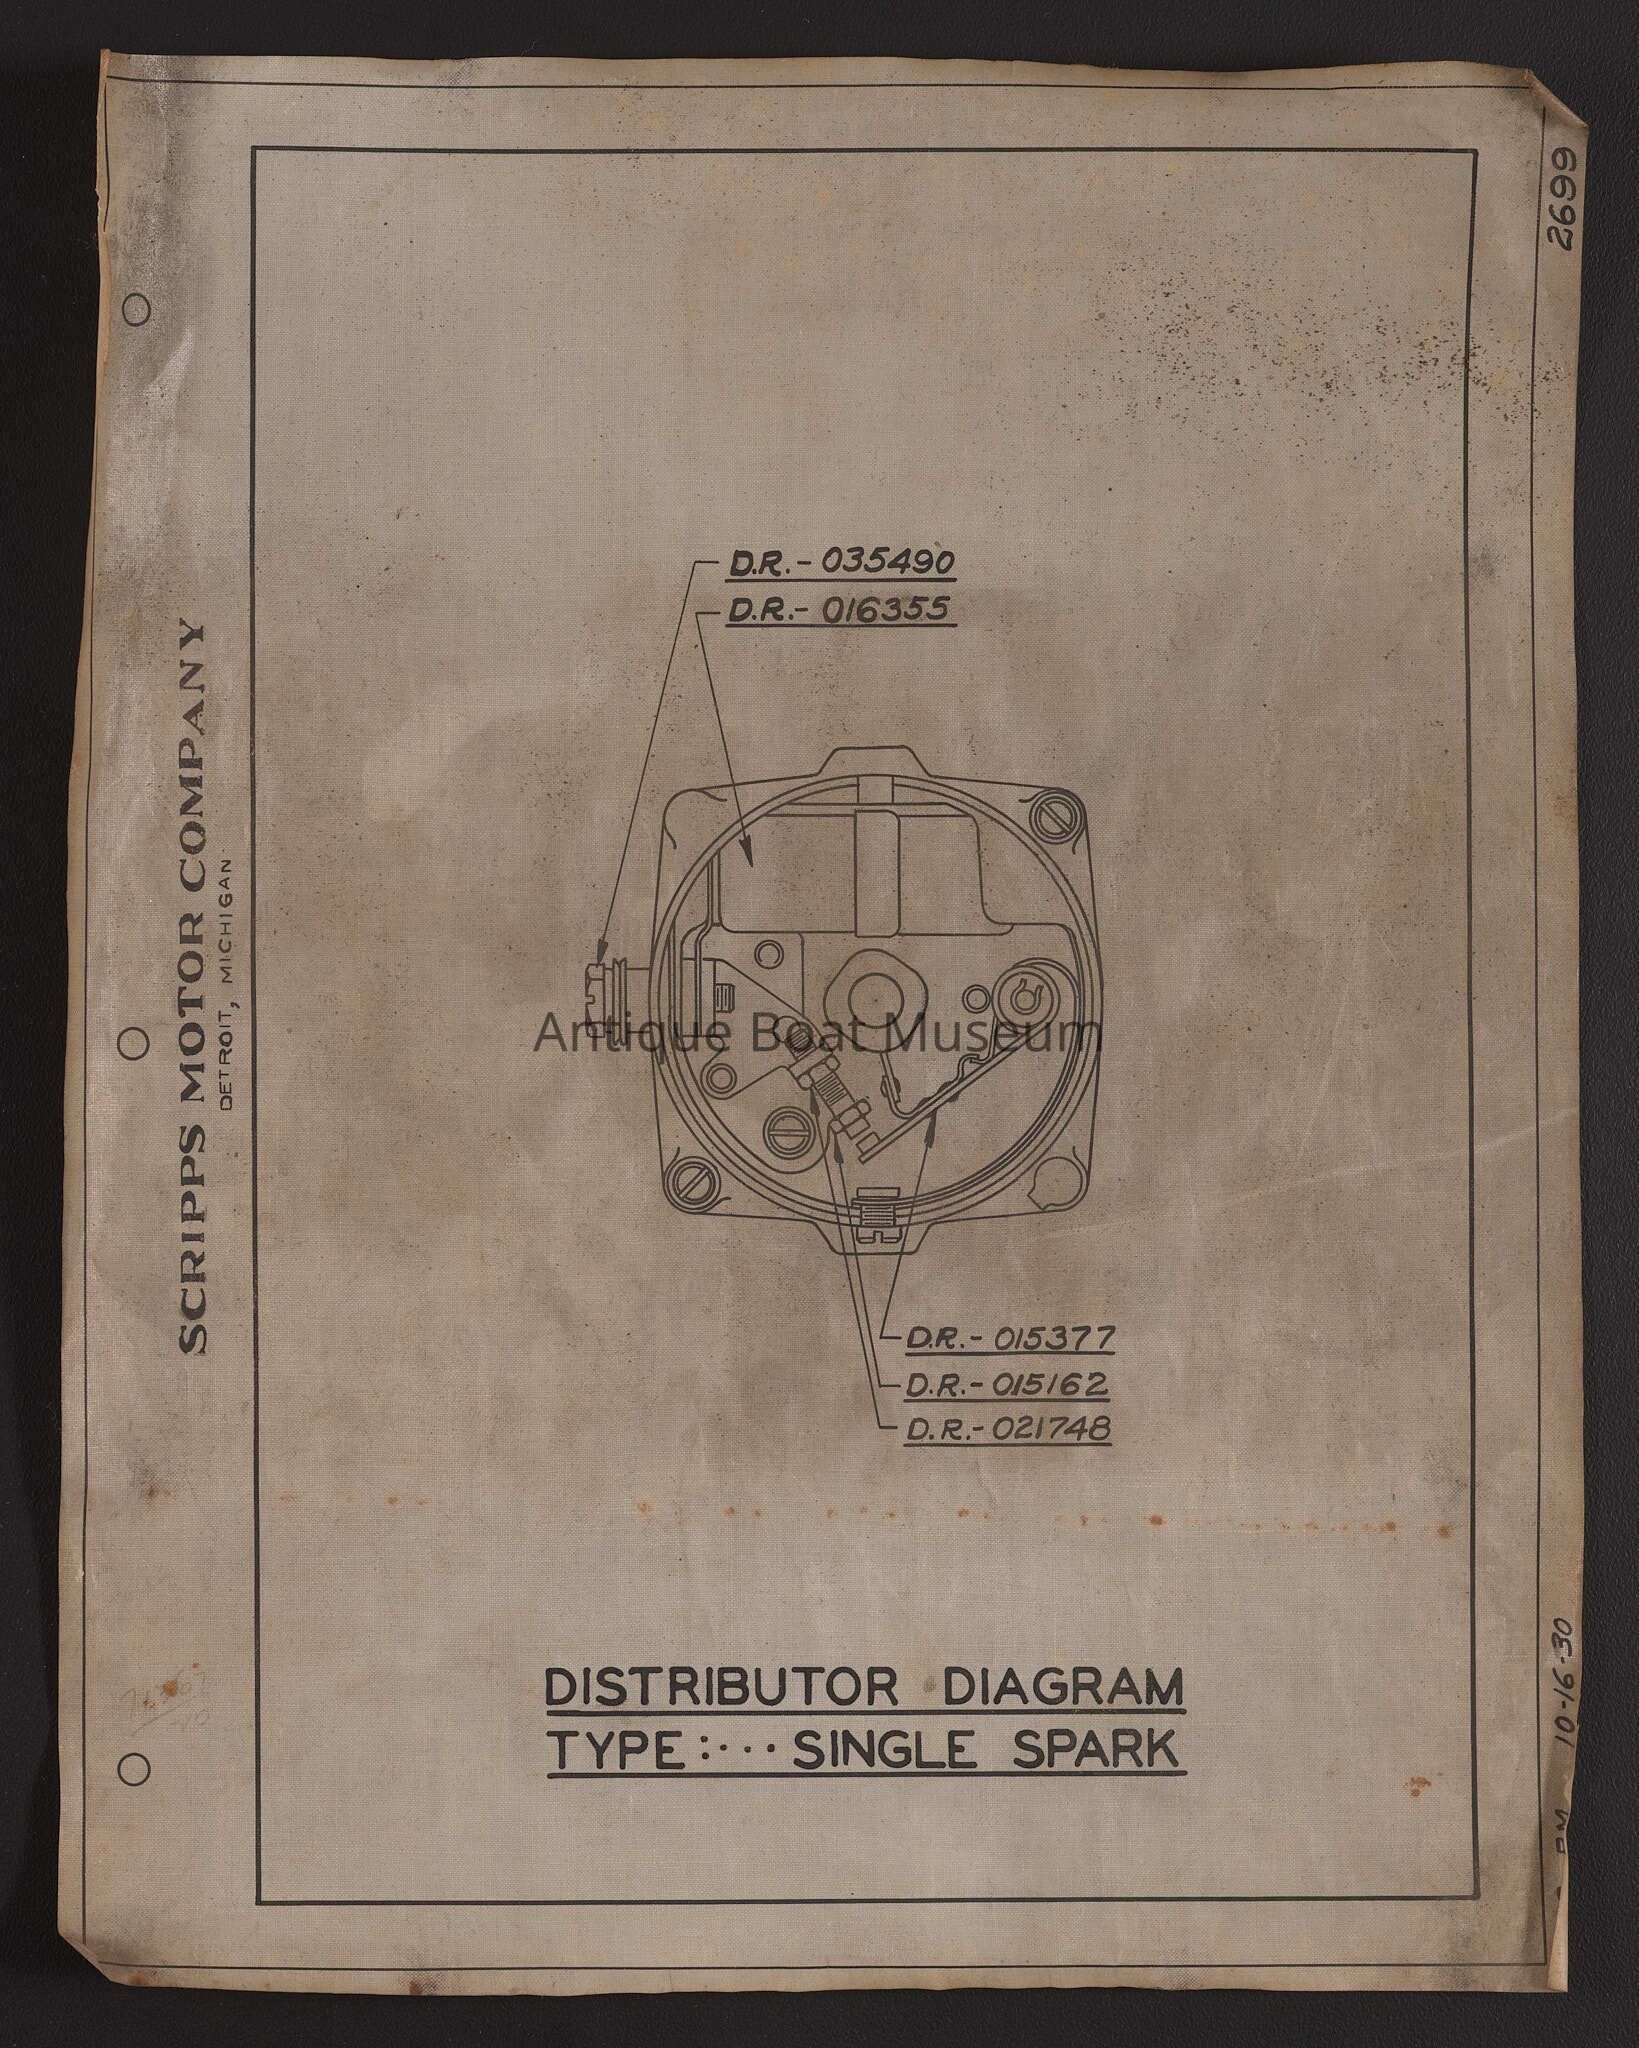 2699
D.R.- 035490
D.R.- 016355
SCRIPPS MOTOR COMPANY
DETROIT, MICHIGAN
Antique Boat Museum
D.R.- 015377
D.R.- 015162
D.R.- 021748
DISTRIBUTOR DIAGRAM
TYPE:··· SINGLE SPARK
10-16-30